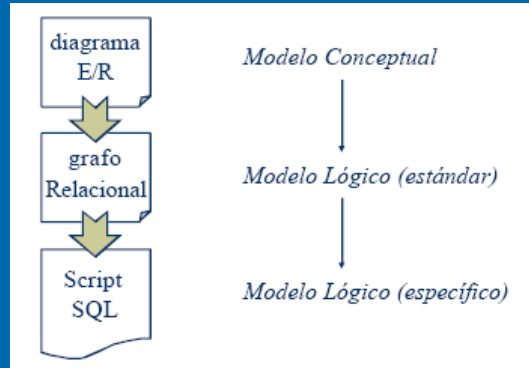 diagrama
E/R
Modelo Conceptual
grafo
Relacional
Modelo Lógico (estándar)
Script
SQL
Modelo Lógico (específico)